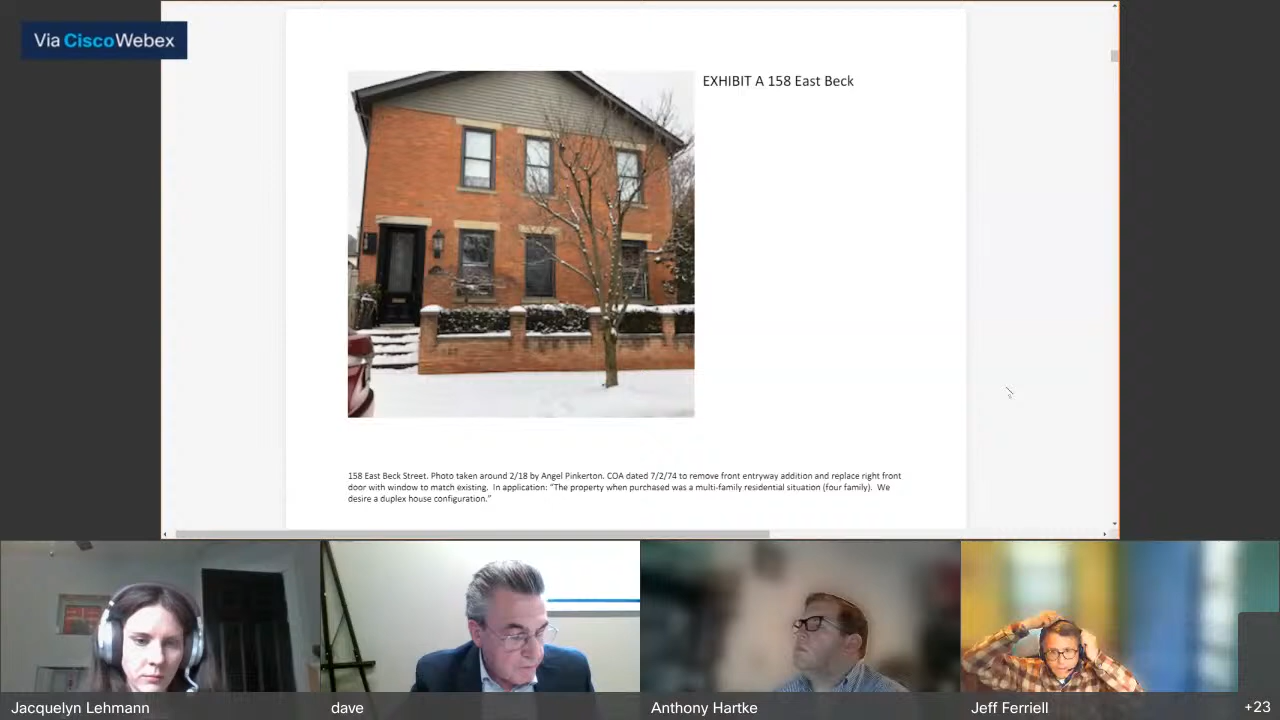 Via CiscoWebex
EXHIBIT A 158 East Beck
158 East Beck Street. Photo taken around 2/18 by Angel Pinkerton. COA dated 7/2/74 to remove front entryway addition and replace right front
door with window to match existing.  In application: “The property when purchased was a multi-family residential situation (four family).  We
desire a duplex house configuration.”
Jacquelyn Lehmann
dave
Anthony Hartke
Jeff Ferriell
+23